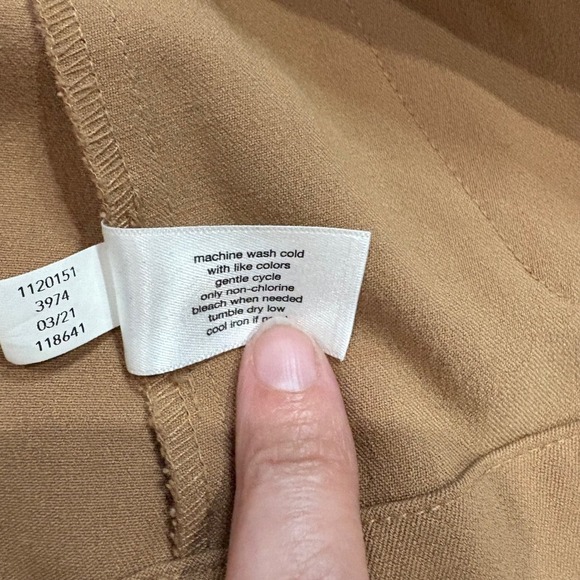 1120151
3974
03/21
118641
machine wash cold
with like colors
gentle cycle
only non-chlorine
bleach when needed
tumble dry low
cool iron if